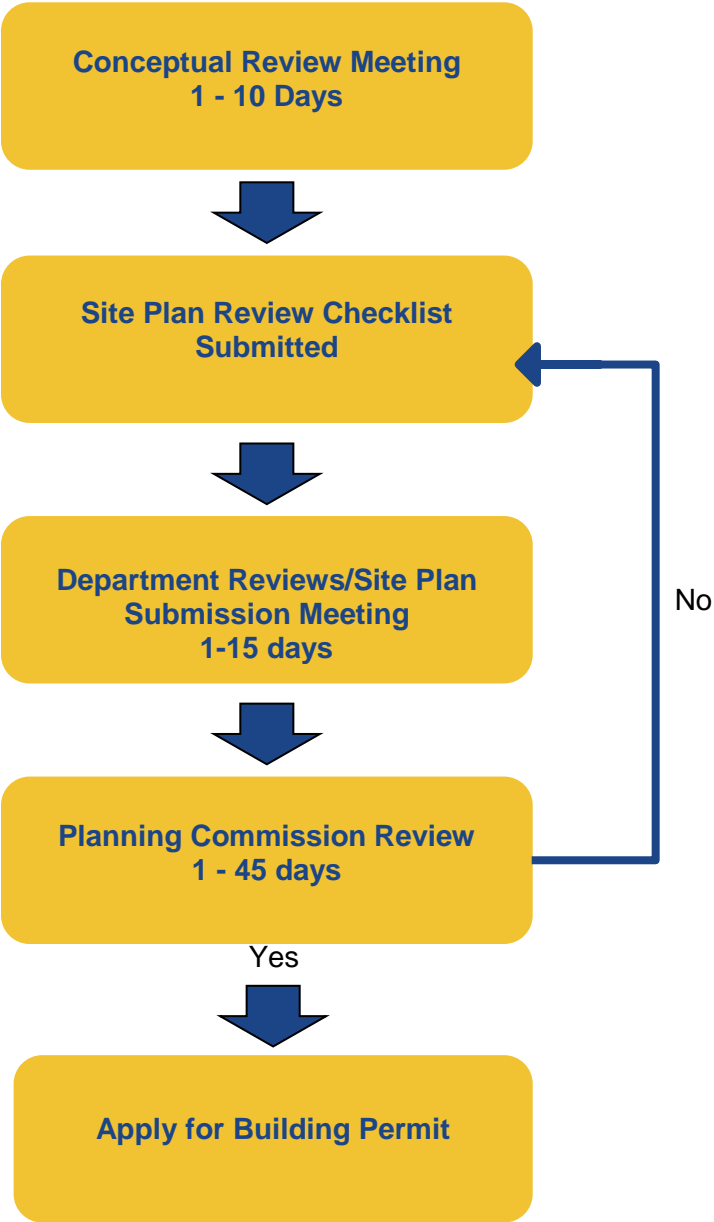 Conceptual Review Meeting
1 - 10 Days
Site Plan Review Checklist
Submitted
Department Reviews/Site Plan
Submission Meeting
1-15 days
No
Planning Commission Review
1 - 45 days
Yes
Apply for Building Permit